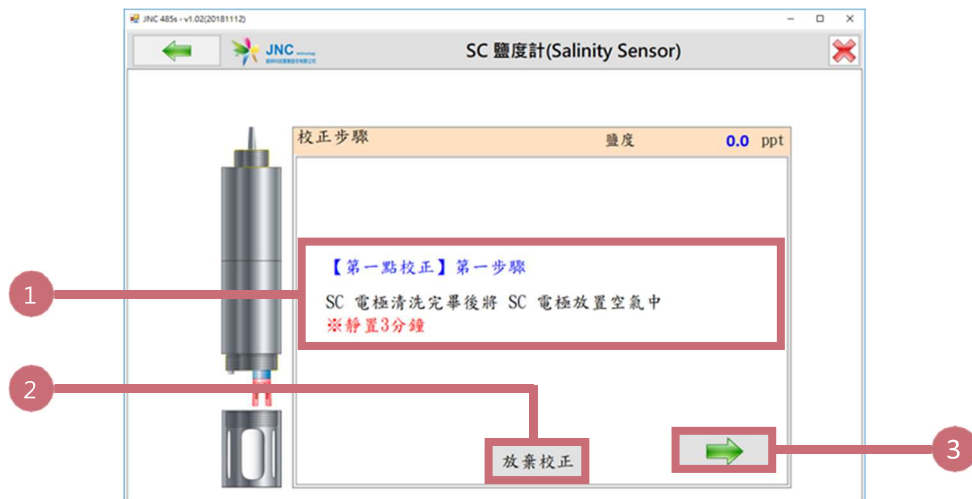 JNC 485s - v1.02(20181112)
JNC technology
SC 鹽度計(Salinity Sensor)
校正步驟 鹽度 0.0 ppt
【第一點校正】第一步驟
SC 電極清洗完畢後將 SC 電極放置空氣中
※靜置3分鐘
放棄校正
1
2
3